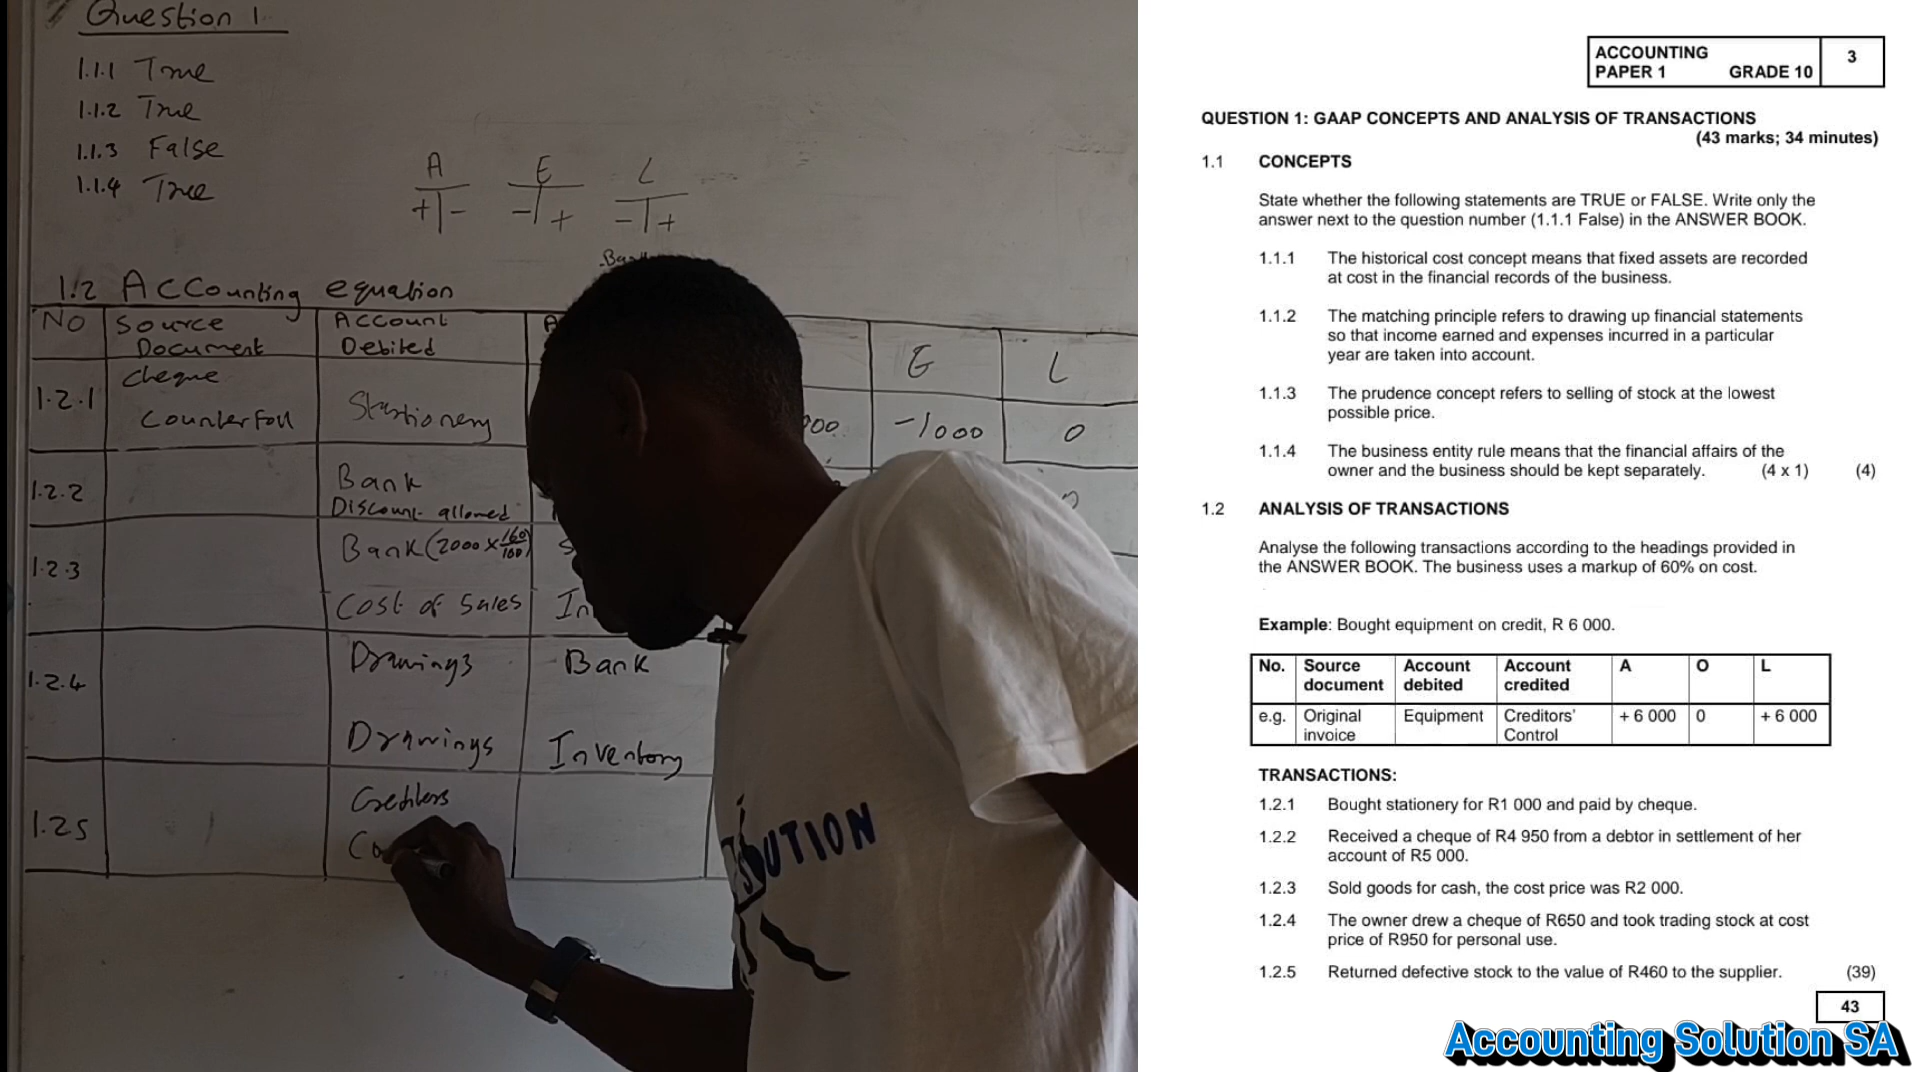 Question 1
1.1.1 True
1.1.2 True
1.1.3 False
1.1.4 True
A E L
+ - - + - +
1.2 Accounting equation
No Source Document Account Debited A E L
1.2.1 Cheque Counterfoil Stationery 000 -1000 0
1.2.2 Bank
Discount allowed
1.2.3 Bank (2000 x 160/100)
Cost of Sales In
1.2.4 Drawings Bank
Drawings Inventory
1.2.5 Creditors
Co
UTION
ACCOUNTING 3
PAPER 1 GRADE 10
QUESTION 1: GAAP CONCEPTS AND ANALYSIS OF TRANSACTIONS
(43 marks; 34 minutes)
1.1 CONCEPTS
State whether the following statements are TRUE or FALSE. Write only the
answer next to the question number (1.1.1 False) in the ANSWER BOOK.
1.1.1 The historical cost concept means that fixed assets are recorded
at cost in the financial records of the business.
1.1.2 The matching principle refers to drawing up financial statements
so that income earned and expenses incurred in a particular
year are taken into account.
1.1.3 The prudence concept refers to selling of stock at the lowest
possible price.
1.1.4 The business entity rule means that the financial affairs of the
owner and the business should be kept separately. (4 x 1) (4)
1.2 ANALYSIS OF TRANSACTIONS
Analyse the following transactions according to the headings provided in
the ANSWER BOOK. The business uses a markup of 60% on cost.
Example: Bought equipment on credit, R 6 000.
No. Source document Account debited Account credited A O L
e.g. Original invoice Equipment Creditors' Control + 6 000 0 + 6 000
TRANSACTIONS:
1.2.1 Bought stationery for R1 000 and paid by cheque.
1.2.2 Received a cheque of R4 950 from a debtor in settlement of her
account of R5 000.
1.2.3 Sold goods for cash, the cost price was R2 000.
1.2.4 The owner drew a cheque of R650 and took trading stock at cost
price of R950 for personal use.
1.2.5 Returned defective stock to the value of R460 to the supplier. (39)
43
Accounting Solution SA